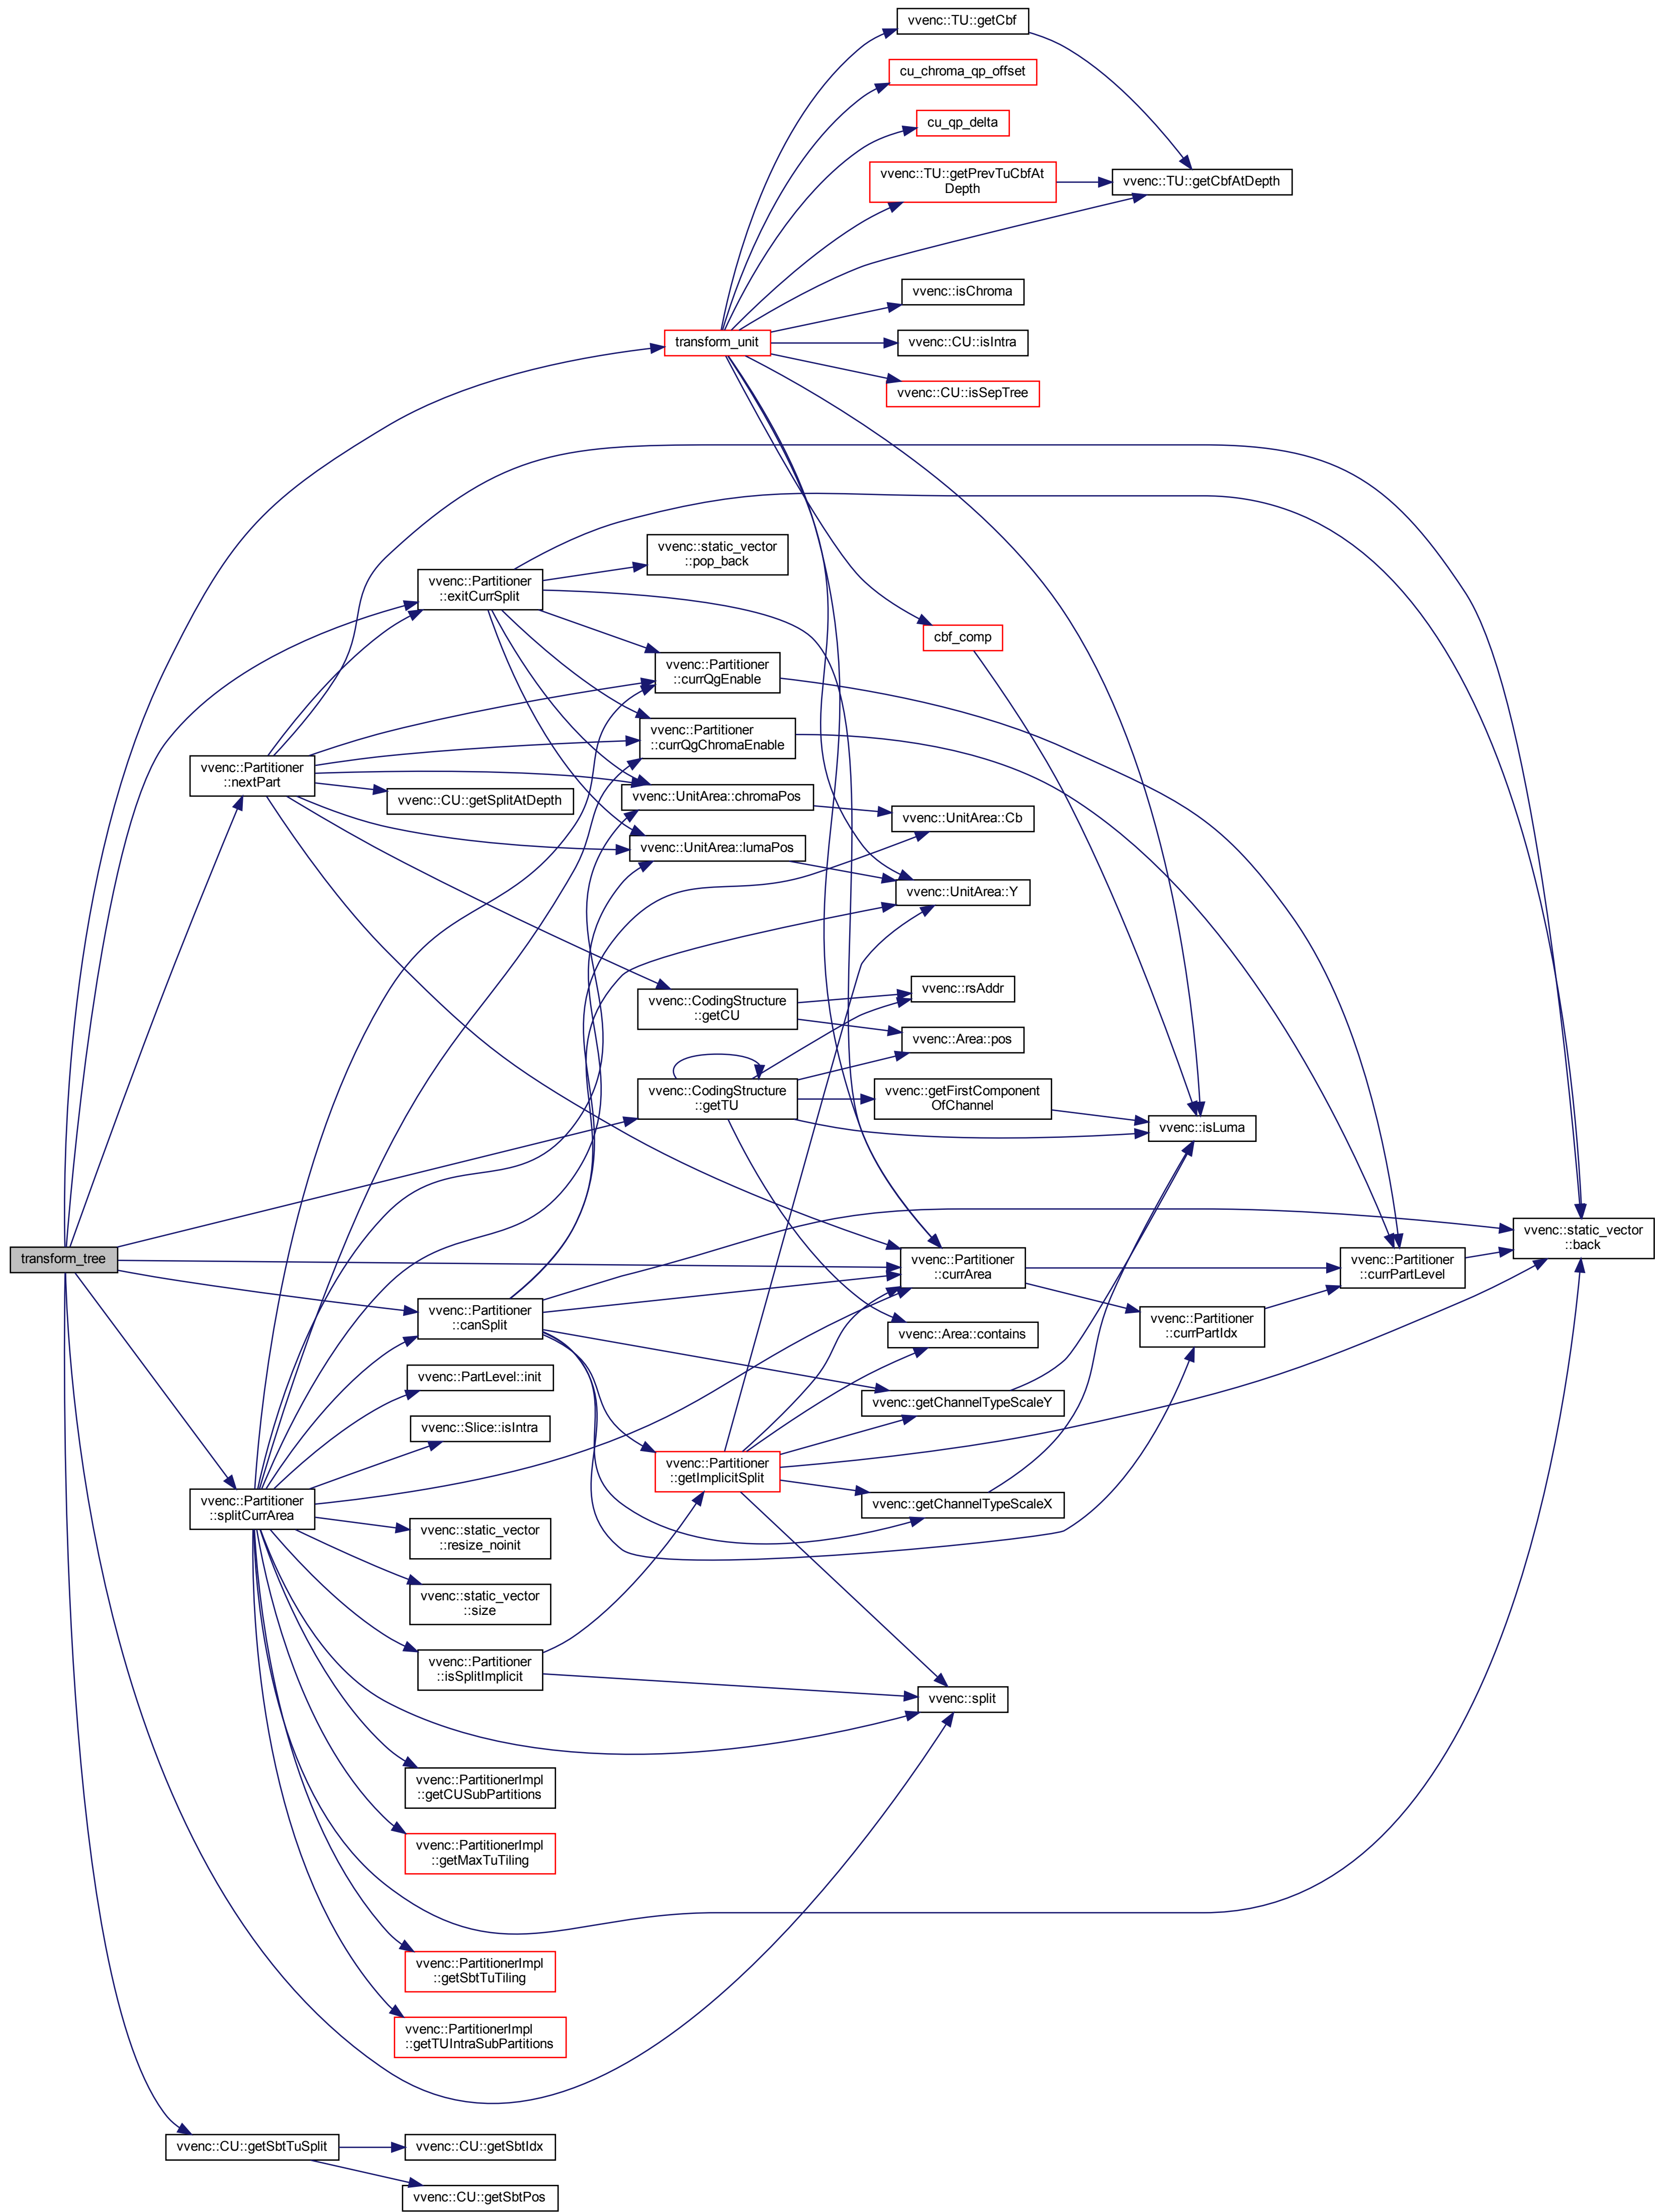 vvenc::TU::getCbf
cu_chroma_qp_offset
cu_qp_delta
vvenc::TU::getPrevTuCbfAt
Depth
vvenc::TU::getCbfAtDepth
vvenc::isChroma
transform_unit
vvenc::CU::isIntra
vvenc::CU::isSepTree
vvenc::static_vector
::pop_back
vvenc::Partitioner
::exitCurrSplit
cbf_comp
vvenc::Partitioner
::currQgEnable
vvenc::Partitioner
::currQgChromaEnable
vvenc::Partitioner
::nextPart
vvenc::CU::getSplitAtDepth
vvenc::UnitArea::chromaPos
vvenc::UnitArea::Cb
vvenc::UnitArea::lumaPos
vvenc::UnitArea::Y
vvenc::CodingStructure
::getCU
vvenc::rsAddr
vvenc::Area::pos
vvenc::CodingStructure
::getTU
vvenc::getFirstComponent
OfChannel
vvenc::isLuma
transform_tree
vvenc::Partitioner
::currArea
vvenc::Partitioner
::currPartLevel
vvenc::static_vector
::back
vvenc::Partitioner
::canSplit
vvenc::Area::contains
vvenc::Partitioner
::currPartIdx
vvenc::PartLevel::init
vvenc::getChannelTypeScaleY
vvenc::Slice::isIntra
vvenc::Partitioner
::getImplicitSplit
vvenc::Partitioner
::splitCurrArea
vvenc::getChannelTypeScaleX
vvenc::static_vector
::resize_noinit
vvenc::static_vector
::size
vvenc::Partitioner
::isSplitImplicit
vvenc::split
vvenc::PartitionerImpl
::getCUSubPartitions
vvenc::PartitionerImpl
::getMaxTuTiling
vvenc::PartitionerImpl
::getSbtTuTiling
vvenc::PartitionerImpl
::getTUIntraSubPartitions
vvenc::CU::getSbtTuSplit
vvenc::CU::getSbtIdx
vvenc::CU::getSbtPos